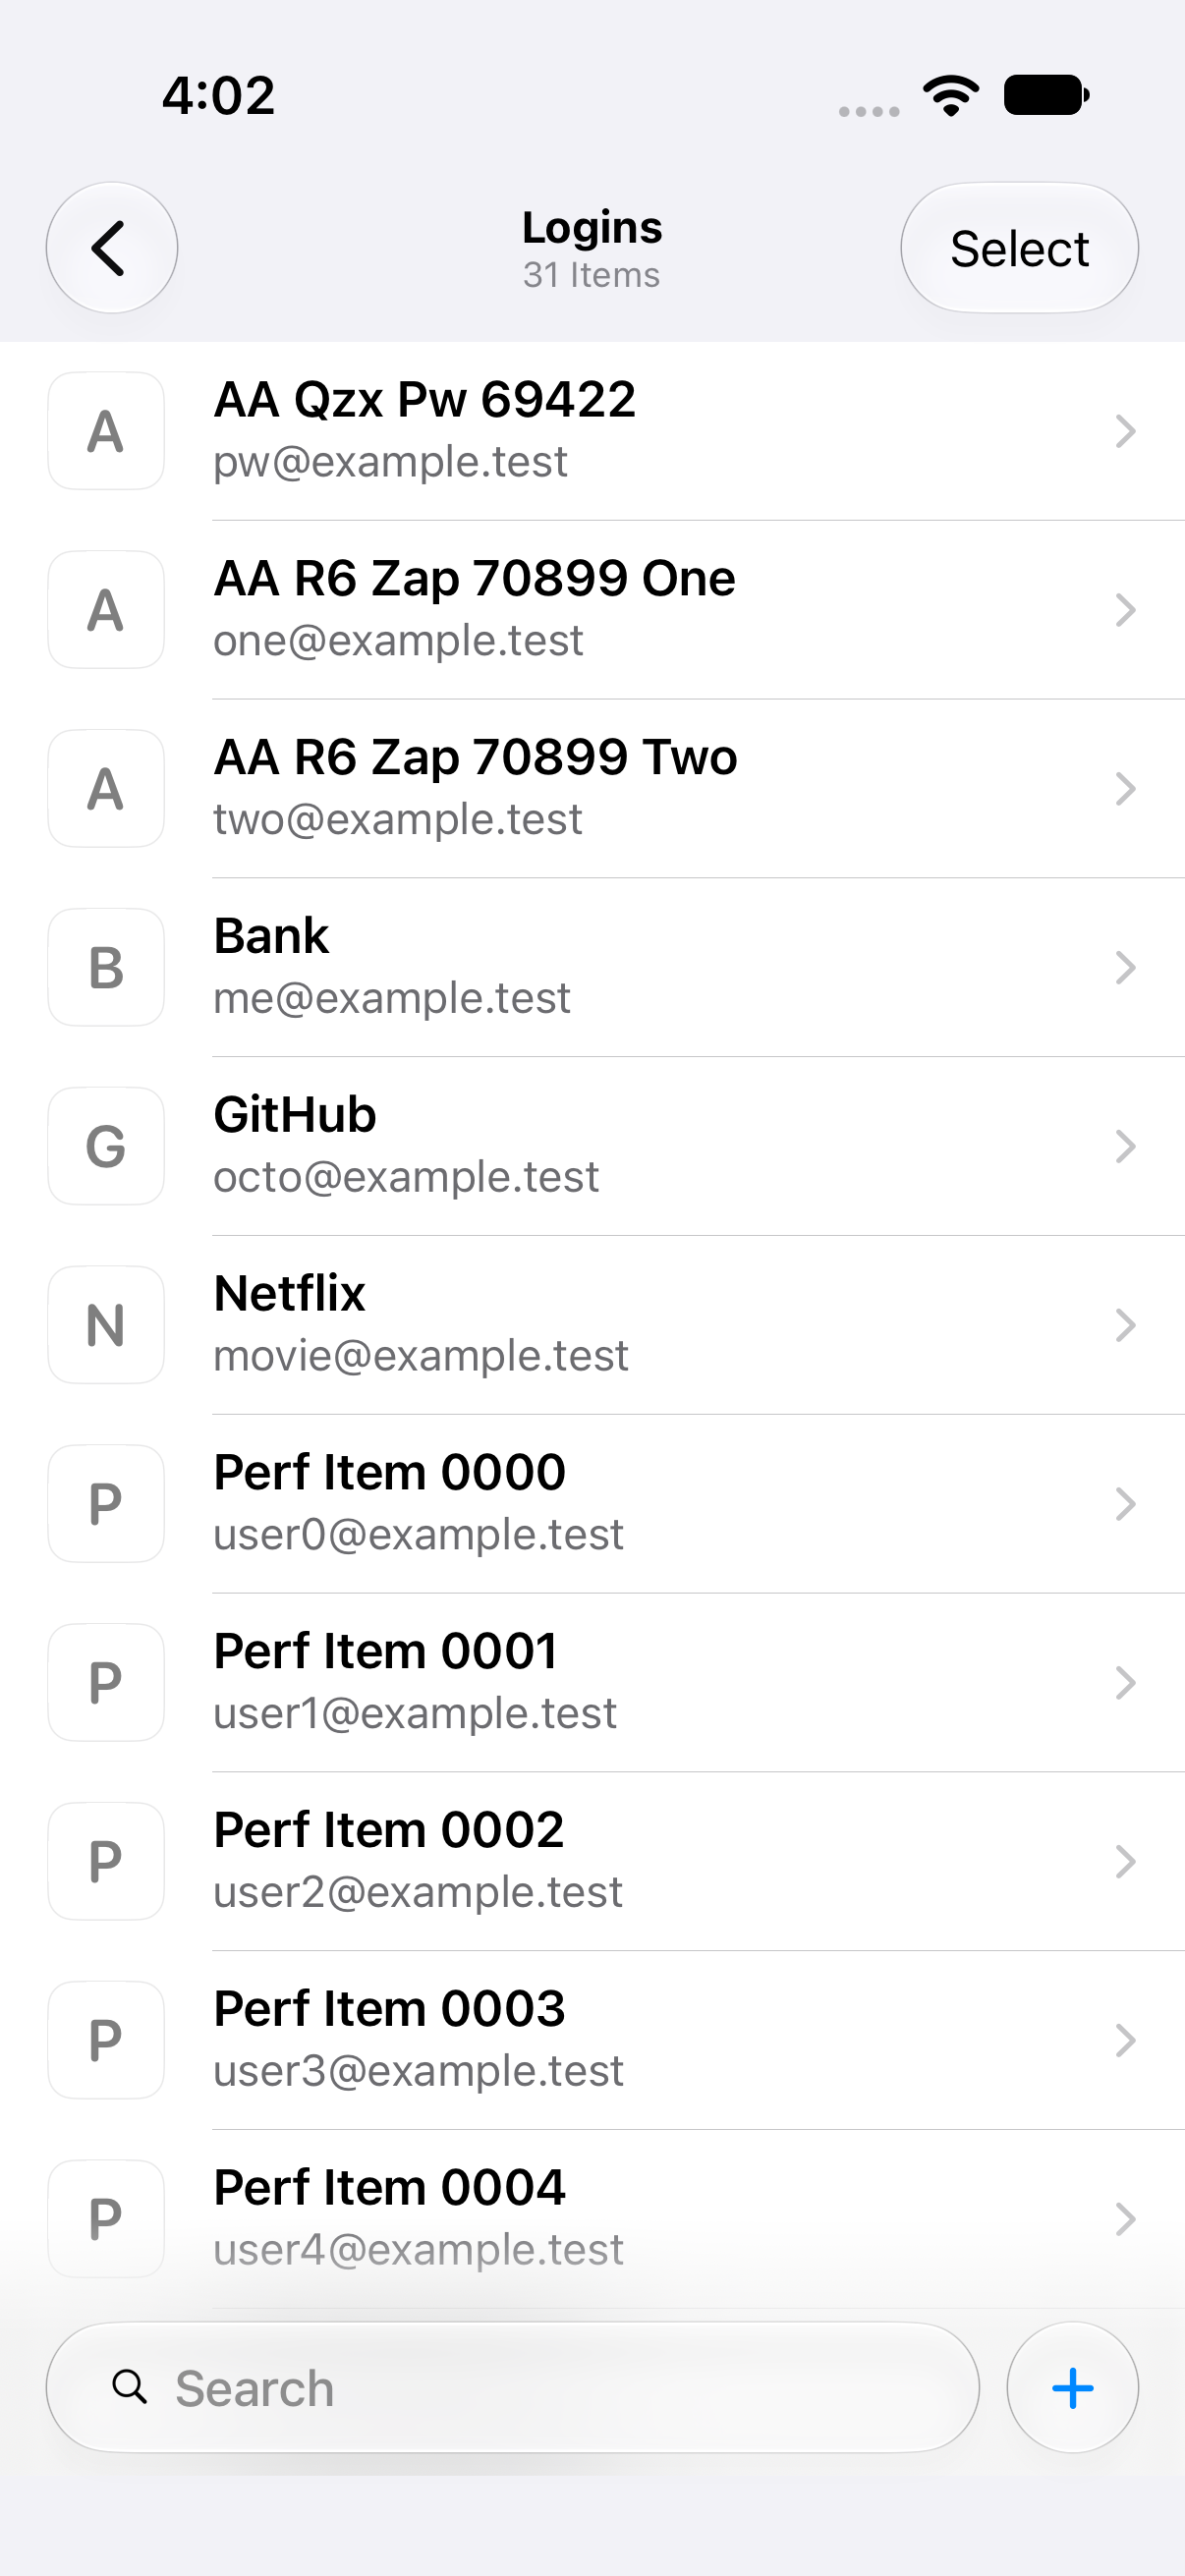 4:02
Logins
31 Items
Select
A
AA Qzx Pw 69422
pw@example.test
A
AA R6 Zap 70899 One
one@example.test
A
AA R6 Zap 70899 Two
two@example.test
B
Bank
me@example.test
G
GitHub
octo@example.test
N
Netflix
movie@example.test
P
Perf Item 0000
user0@example.test
P
Perf Item 0001
user1@example.test
P
Perf Item 0002
user2@example.test
P
Perf Item 0003
user3@example.test
P
Perf Item 0004
user4@example.test
Search